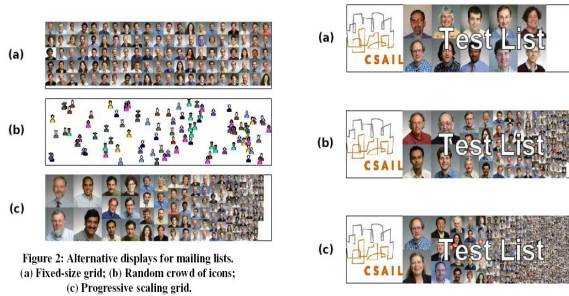 (a)
(b)
(c)
Figure 2: Alternative displays for mailing lists.
(a) Fixed-size grid; (b) Random crowd of icons;
(c) Progressive scaling grid.
(a)
CSAIL
Test List
(b)
CSAIL
Test List
(c)
CSAIL
Test List